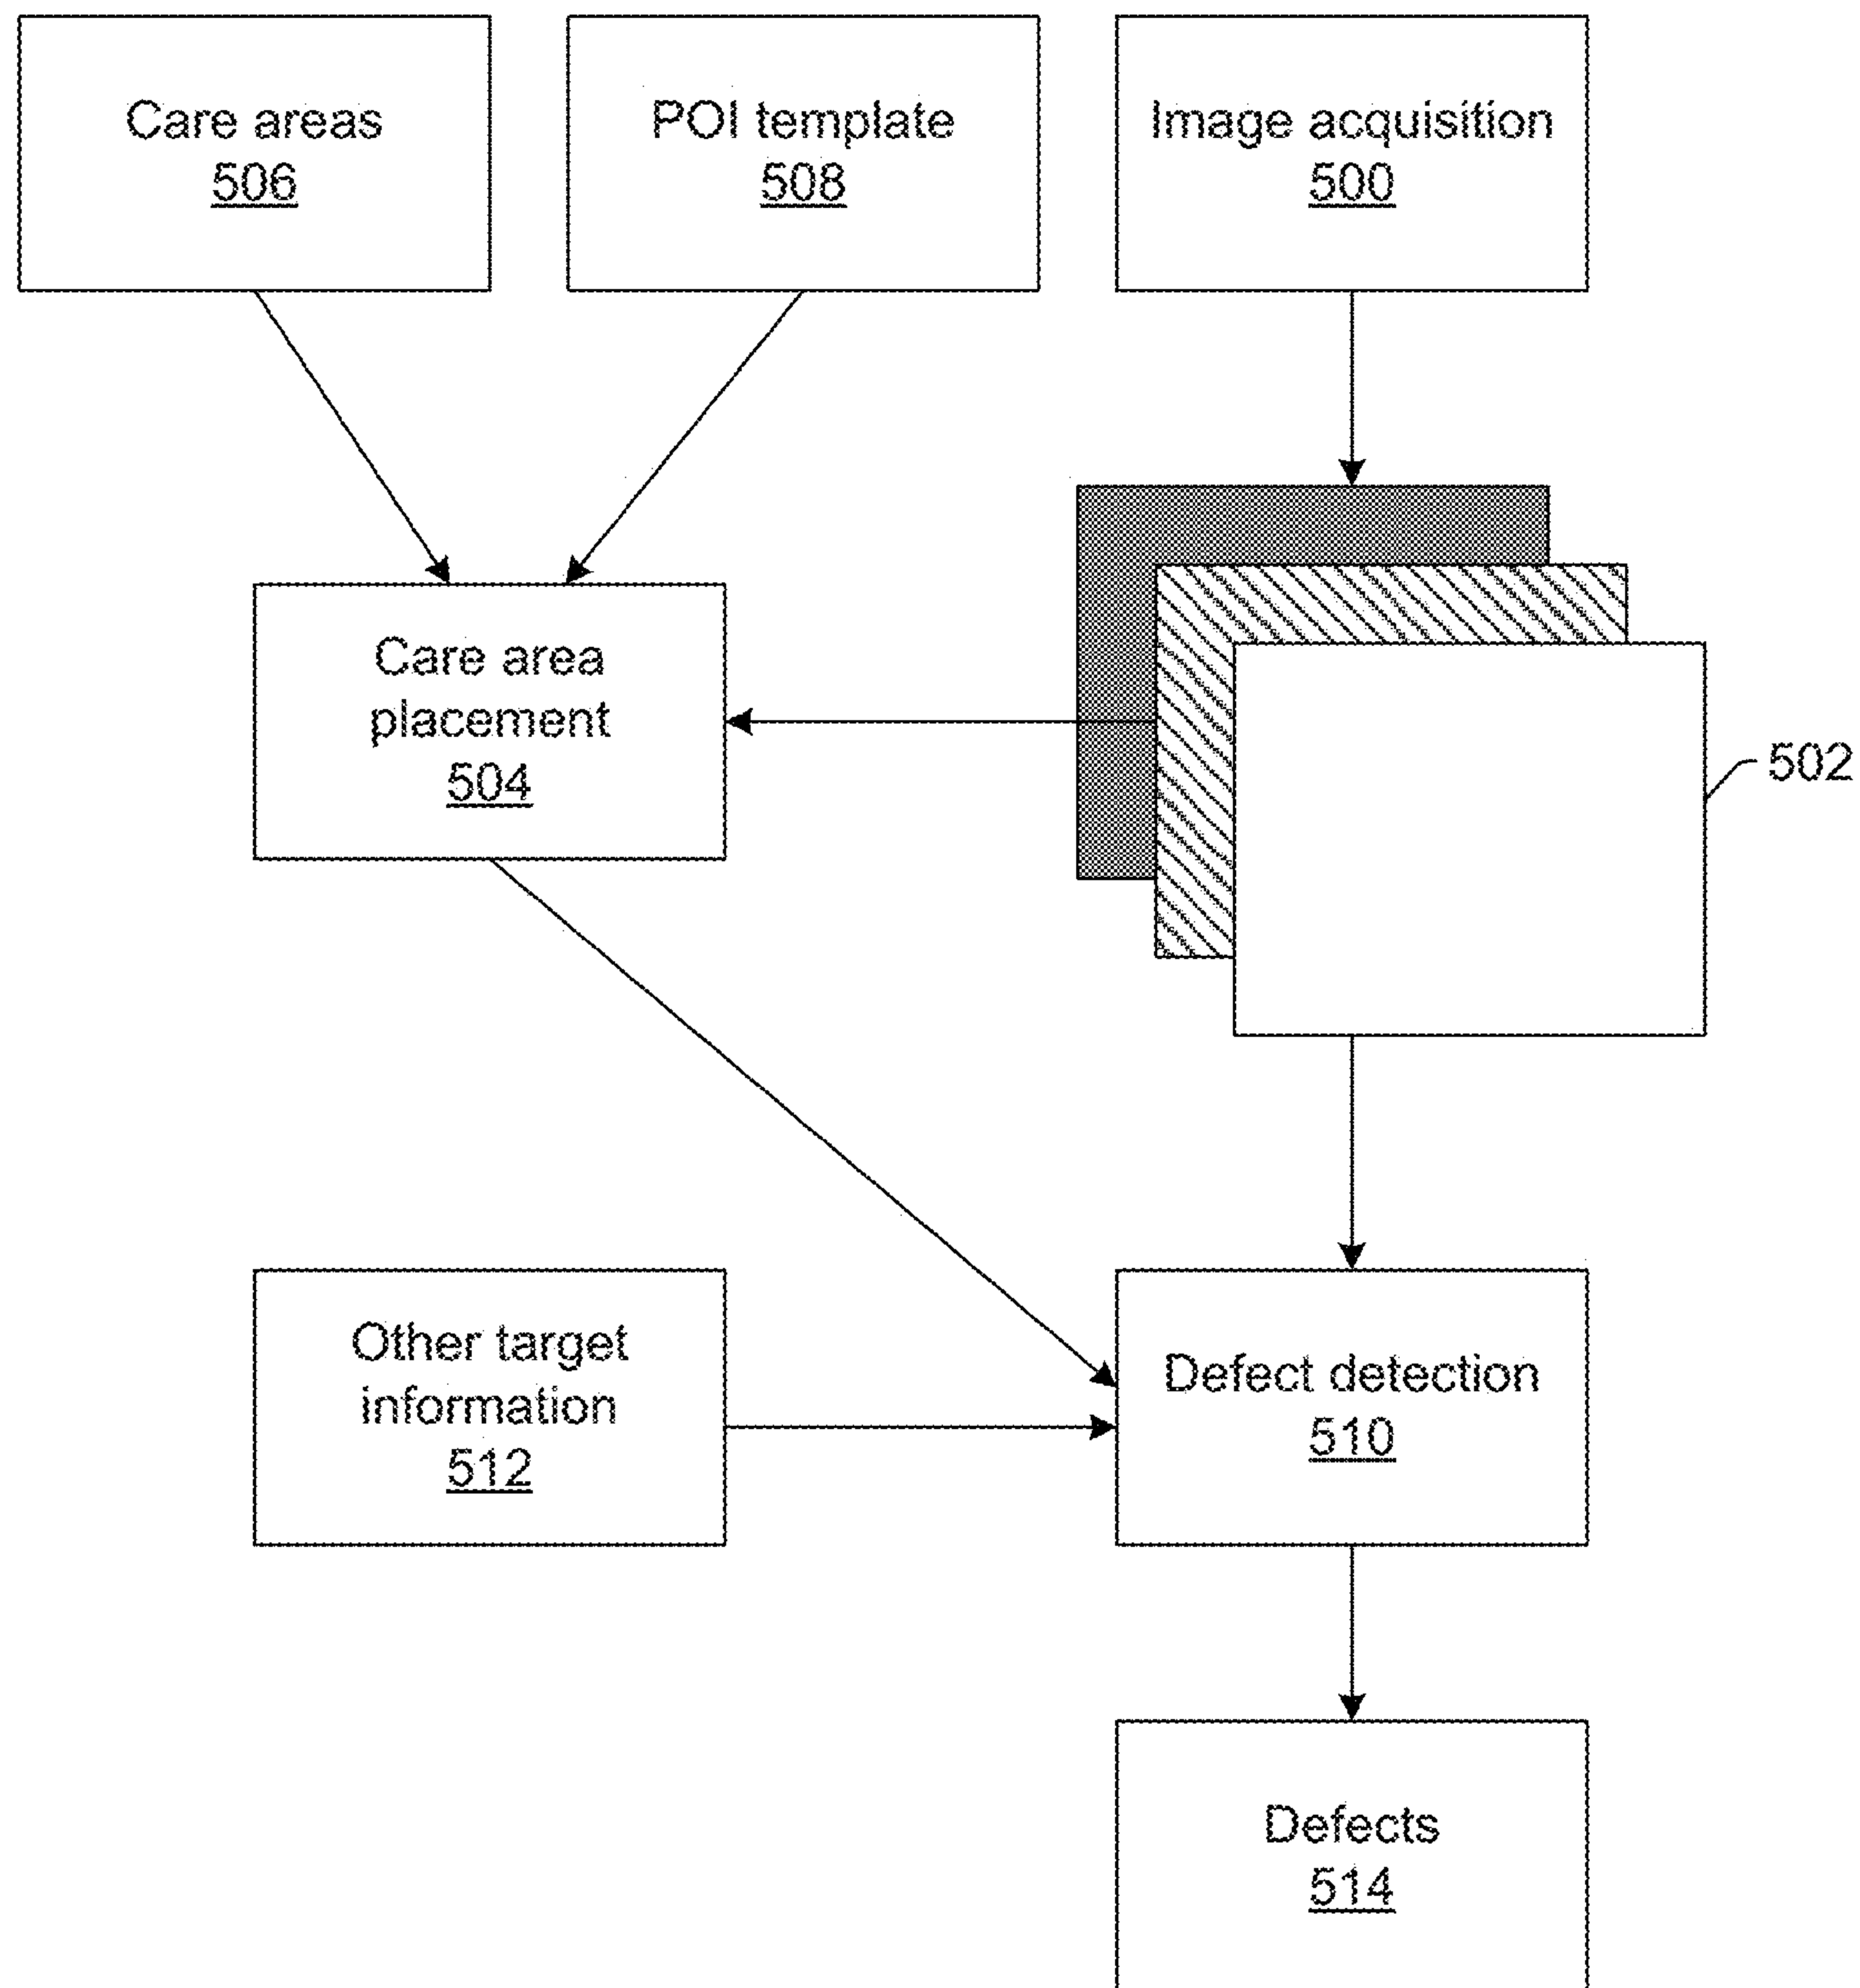 Care areas
506
POI template
508
Image acquisition
500
Care area
placement
504
502
Other target
information
512
Defect detection
510
Defects
514